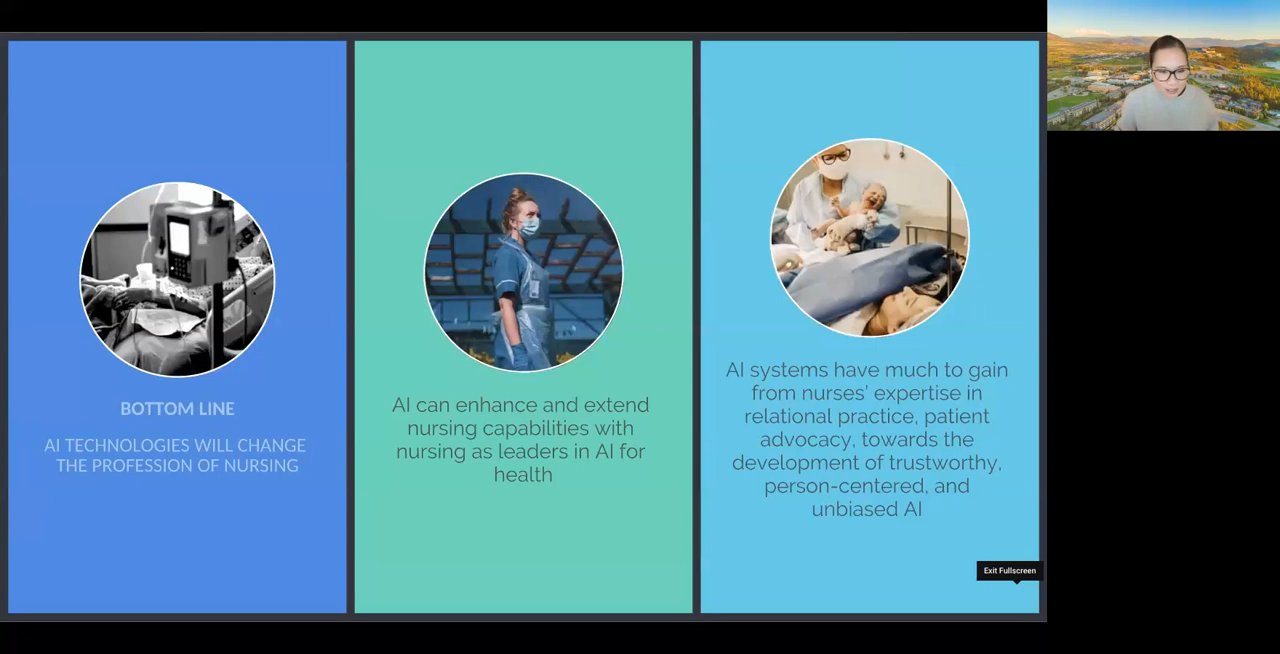 BOTTOM LINE
AI TECHNOLOGIES WILL CHANGE
THE PROFESSION OF NURSING
AI can enhance and extend
nursing capabilities with
nursing as leaders in AI for
health
AI systems have much to gain
from nurses' expertise in
relational practice, patient
advocacy, towards the
development of trustworthy,
person-centered, and
unbiased AI
Exit Fullscreen